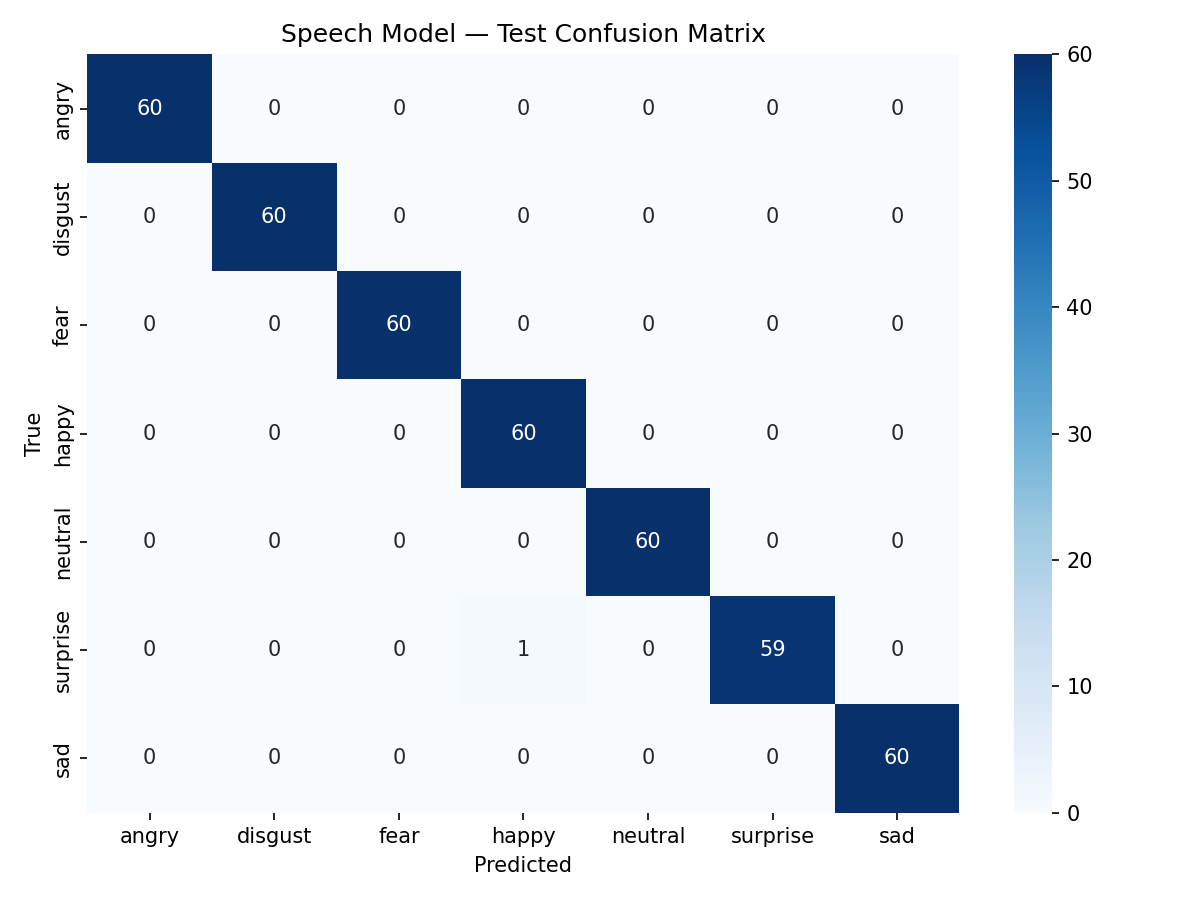 Speech Model — Test Confusion Matrix
True
angry 60 0 0 0 0 0 0
disgust 0 60 0 0 0 0 0
fear 0 0 60 0 0 0 0
happy 0 0 0 60 0 0 0
neutral 0 0 0 0 60 0 0
surprise 0 0 0 1 0 59 0
sad 0 0 0 0 0 0 60
angry disgust fear happy neutral surprise sad
Predicted
60
50
40
30
20
10
0